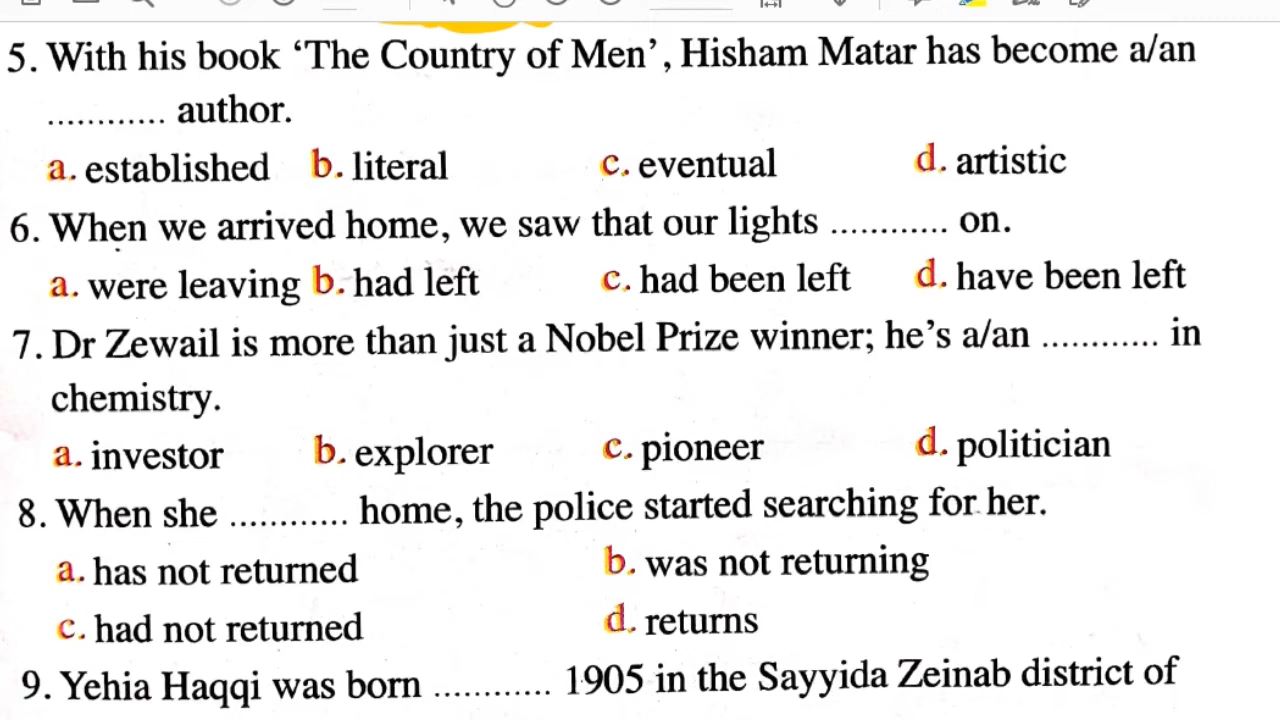 5. With his book ‘The Country of Men’, Hisham Matar has become a/an
............ author.
a. established b. literal c. eventual d. artistic
6. When we arrived home, we saw that our lights ............ on.
a. were leaving b. had left c. had been left d. have been left
7. Dr Zewail is more than just a Nobel Prize winner; he’s a/an ............ in
chemistry.
a. investor b. explorer c. pioneer d. politician
8. When she ............ home, the police started searching for her.
a. has not returned b. was not returning
c. had not returned d. returns
9. Yehia Haqqi was born ............ 1905 in the Sayyida Zeinab district of